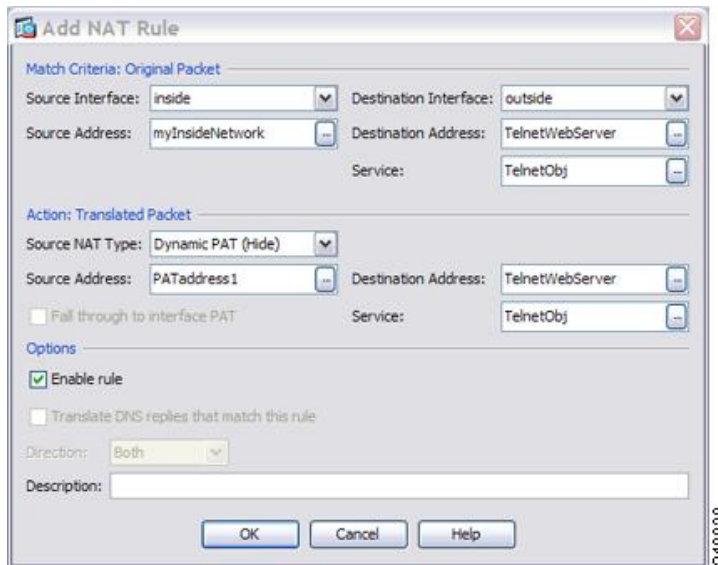 Add NAT Rule
Match Criteria: Original Packet
Source Interface: inside Destination Interface: outside
Source Address: myInsideNetwork ... Destination Address: TelnetWebServer ...
Service: TelnetObj ...
Action: Translated Packet
Source NAT Type: Dynamic PAT (Hide)
Source Address: PATaddress1 ... Destination Address: TelnetWebServer ...
Fall through to interface PAT Service: TelnetObj ...
Options
Enable rule
Translate DNS replies that match this rule
Direction: Both
Description:
OK Cancel Help